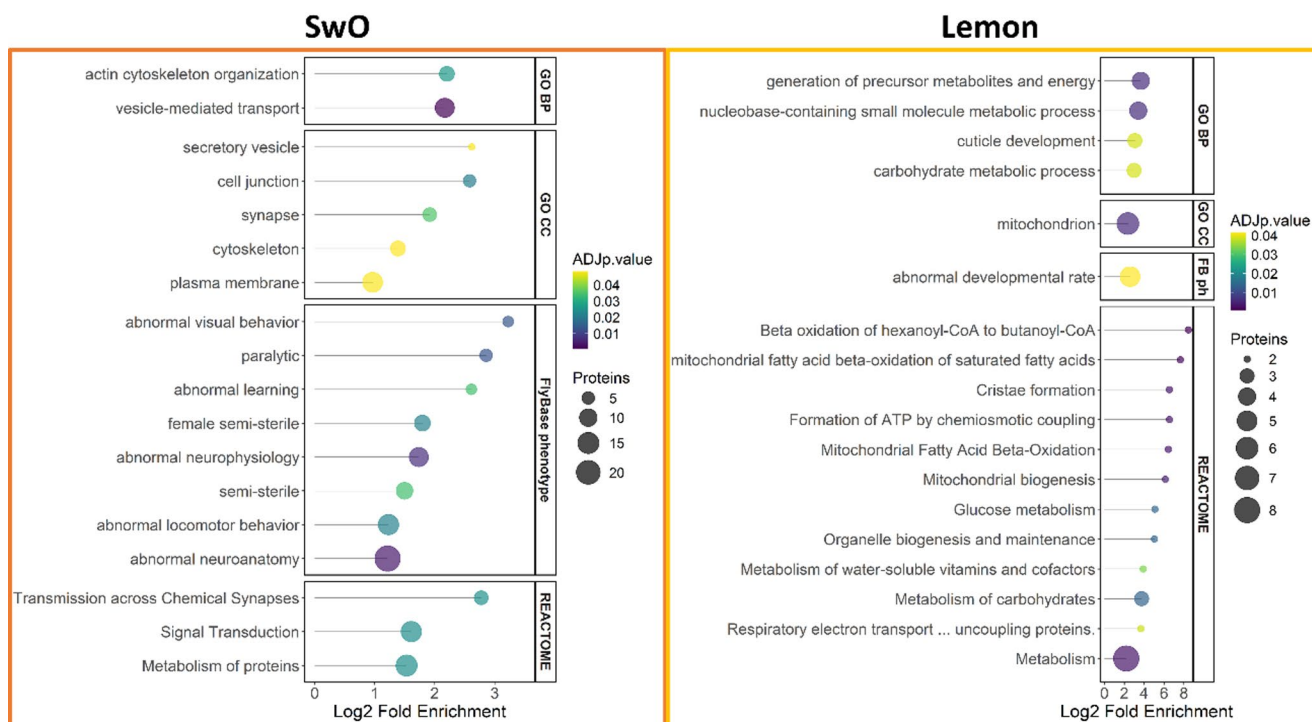 SwO
actin cytoskeleton organization
vesicle-mediated transport
GO BP
secretory vesicle
cell junction
synapse
cytoskeleton
plasma membrane
GO CC
abnormal visual behavior
paralytic
abnormal learning
female semi-sterile
abnormal neurophysiology
semi-sterile
abnormal locomotor behavior
abnormal neuroanatomy
FlyBase phenotype
Transmission across Chemical Synapses
Signal Transduction
Metabolism of proteins
REACTOME
0 1 2 3
Log2 Fold Enrichment
ADJp.value
0.04
0.03
0.02
0.01
Proteins
5
10
15
20
Lemon
generation of precursor metabolites and energy
nucleobase-containing small molecule metabolic process
cuticle development
carbohydrate metabolic process
GO BP
mitochondrion
GO CC
abnormal developmental rate
FB ph
Beta oxidation of hexanoyl-CoA to butanoyl-CoA
mitochondrial fatty acid beta-oxidation of saturated fatty acids
Cristae formation
Formation of ATP by chemiosmotic coupling
Mitochondrial Fatty Acid Beta-Oxidation
Mitochondrial biogenesis
Glucose metabolism
Organelle biogenesis and maintenance
Metabolism of water-soluble vitamins and cofactors
Metabolism of carbohydrates
Respiratory electron transport ... uncoupling proteins.
Metabolism
REACTOME
0 2 4 6 8
Log2 Fold Enrichment
ADJp.value
0.04
0.03
0.02
0.01
Proteins
2
3
4
5
6
7
8